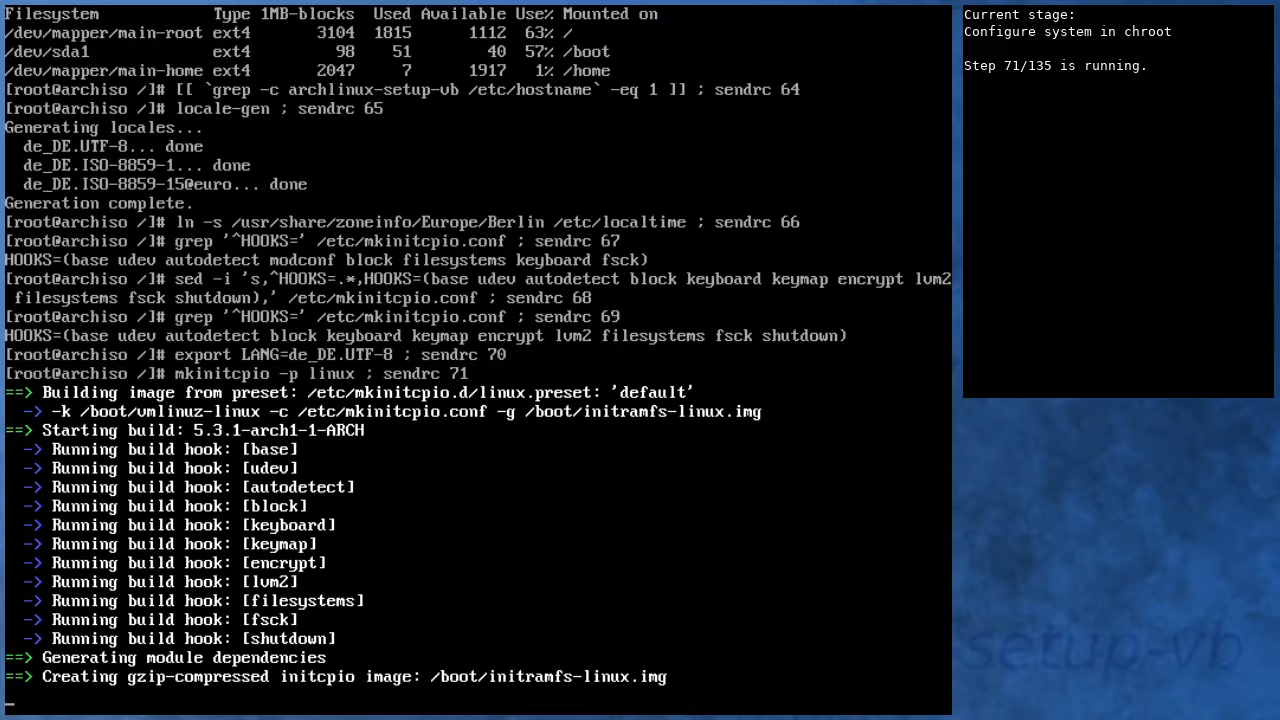 Filesystem           Type 1MB-blocks  Used Available Use% Mounted on
/dev/mapper/main-root ext4      3104  1815      1112  63% /
/dev/sda1            ext4        98    51        40  57% /boot
/dev/mapper/main-home ext4      2047     7      1917   1% /home
[root@archiso /]# [[ `grep -c archlinux-setup-vb /etc/hostname` -eq 1 ]] ; sendrc 64
[root@archiso /]# locale-gen ; sendrc 65
Generating locales...
  de_DE.UTF-8... done
  de_DE.ISO-8859-1... done
  de_DE.ISO-8859-15@euro... done
Generation complete.
[root@archiso /]# ln -s /usr/share/zoneinfo/Europe/Berlin /etc/localtime ; sendrc 66
[root@archiso /]# grep '^HOOKS=' /etc/mkinitcpio.conf ; sendrc 67
HOOKS=(base udev autodetect modconf block filesystems keyboard fsck)
[root@archiso /]# sed -i 's,^HOOKS=.*,HOOKS=(base udev autodetect block keyboard keymap encrypt lvm2
 filesystems fsck shutdown),' /etc/mkinitcpio.conf ; sendrc 68
[root@archiso /]# grep '^HOOKS=' /etc/mkinitcpio.conf ; sendrc 69
HOOKS=(base udev autodetect block keyboard keymap encrypt lvm2 filesystems fsck shutdown)
[root@archiso /]# export LANG=de_DE.UTF-8 ; sendrc 70
[root@archiso /]# mkinitcpio -p linux ; sendrc 71
==> Building image from preset: /etc/mkinitcpio.d/linux.preset: 'default'
  -> -k /boot/vmlinuz-linux -c /etc/mkinitcpio.conf -g /boot/initramfs-linux.img
==> Starting build: 5.3.1-arch1-1-ARCH
  -> Running build hook: [base]
  -> Running build hook: [udev]
  -> Running build hook: [autodetect]
  -> Running build hook: [block]
  -> Running build hook: [keyboard]
  -> Running build hook: [keymap]
  -> Running build hook: [encrypt]
  -> Running build hook: [lvm2]
  -> Running build hook: [filesystems]
  -> Running build hook: [fsck]
  -> Running build hook: [shutdown]
==> Generating module dependencies
==> Creating gzip-compressed initcpio image: /boot/initramfs-linux.img
Current stage:
Configure system in chroot
Step 71/135 is running.
setup-vb